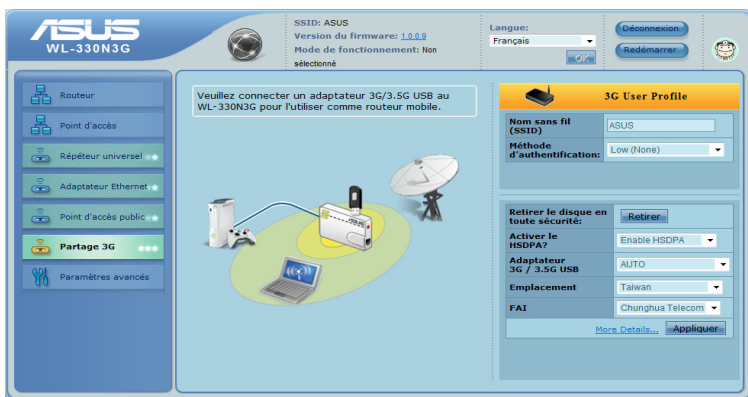 ASUS
WL-330N3G
SSID: ASUS
Version du firmware: 1.0.0.9
Mode de fonctionnement: Non
sélectionné
Langue:
Français
OK
Déconnexion
Redémarrer
Routeur
Point d'accès
Répéteur universel
Adaptateur Ethernet
Point d'accès public
Partage 3G
Paramètres avancés
Veuillez connecter un adaptateur 3G/3.5G USB au
WL-330N3G pour l'utiliser comme routeur mobile.
3G User Profile
Nom sans fil
(SSID)
ASUS
Méthode
d'authentification:
Low (None)
Retirer le disque en
toute sécurité:
Retirer
Activer le
HSDPA?
Enable HSDPA
Adaptateur
3G / 3.5G USB
AUTO
Emplacement
Taiwan
FAI
Chunghua Telecom
More Details...
Appliquer